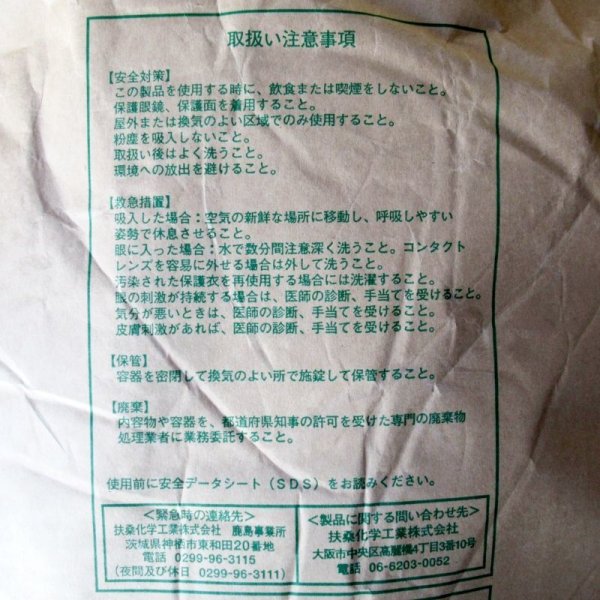 取扱い注意事項
【安全対策】
この製品を使用する時に、飲食または喫煙をしないこと。
保護眼鏡、保護面を着用すること。
屋外または換気のよい区域でのみ使用すること。
粉塵を吸入しないこと。
取扱い後はよく洗うこと。
環境への放出を避けること。
【救急措置】
吸入した場合：空気の新鮮な場所に移動し、呼吸しやすい
姿勢で休息させること。
眼に入った場合：水で数分間注意深く洗うこと。コンタクト
レンズを容易に外せる場合は外して洗うこと。
汚染された保護衣を再使用する場合には洗濯すること。
眼の刺激が持続する場合は、医師の診断、手当てを受けること。
気分が悪いときは、医師の診断、手当てを受けること。
皮膚刺激があれば、医師の診断、手当てを受けること。
【保管】
容器を密閉して換気のよい所で施錠して保管すること。
【廃棄】
内容物や容器を、都道府県知事の許可を受けた専門の廃棄物
処理業者に業務委託すること。
使用前に安全データシート（ＳＤＳ）をお読みください。
＜緊急時の連絡先＞
扶桑化学工業株式会社　鹿島事業所
茨城県神栖市東和田20番地
電話　0299-96-3115
（夜間及び休日　0299-96-3111）
＜製品に関する問い合わせ先＞
扶桑化学工業株式会社
大阪市中央区高麗橋4丁目3番10号
電話　06-6203-0052